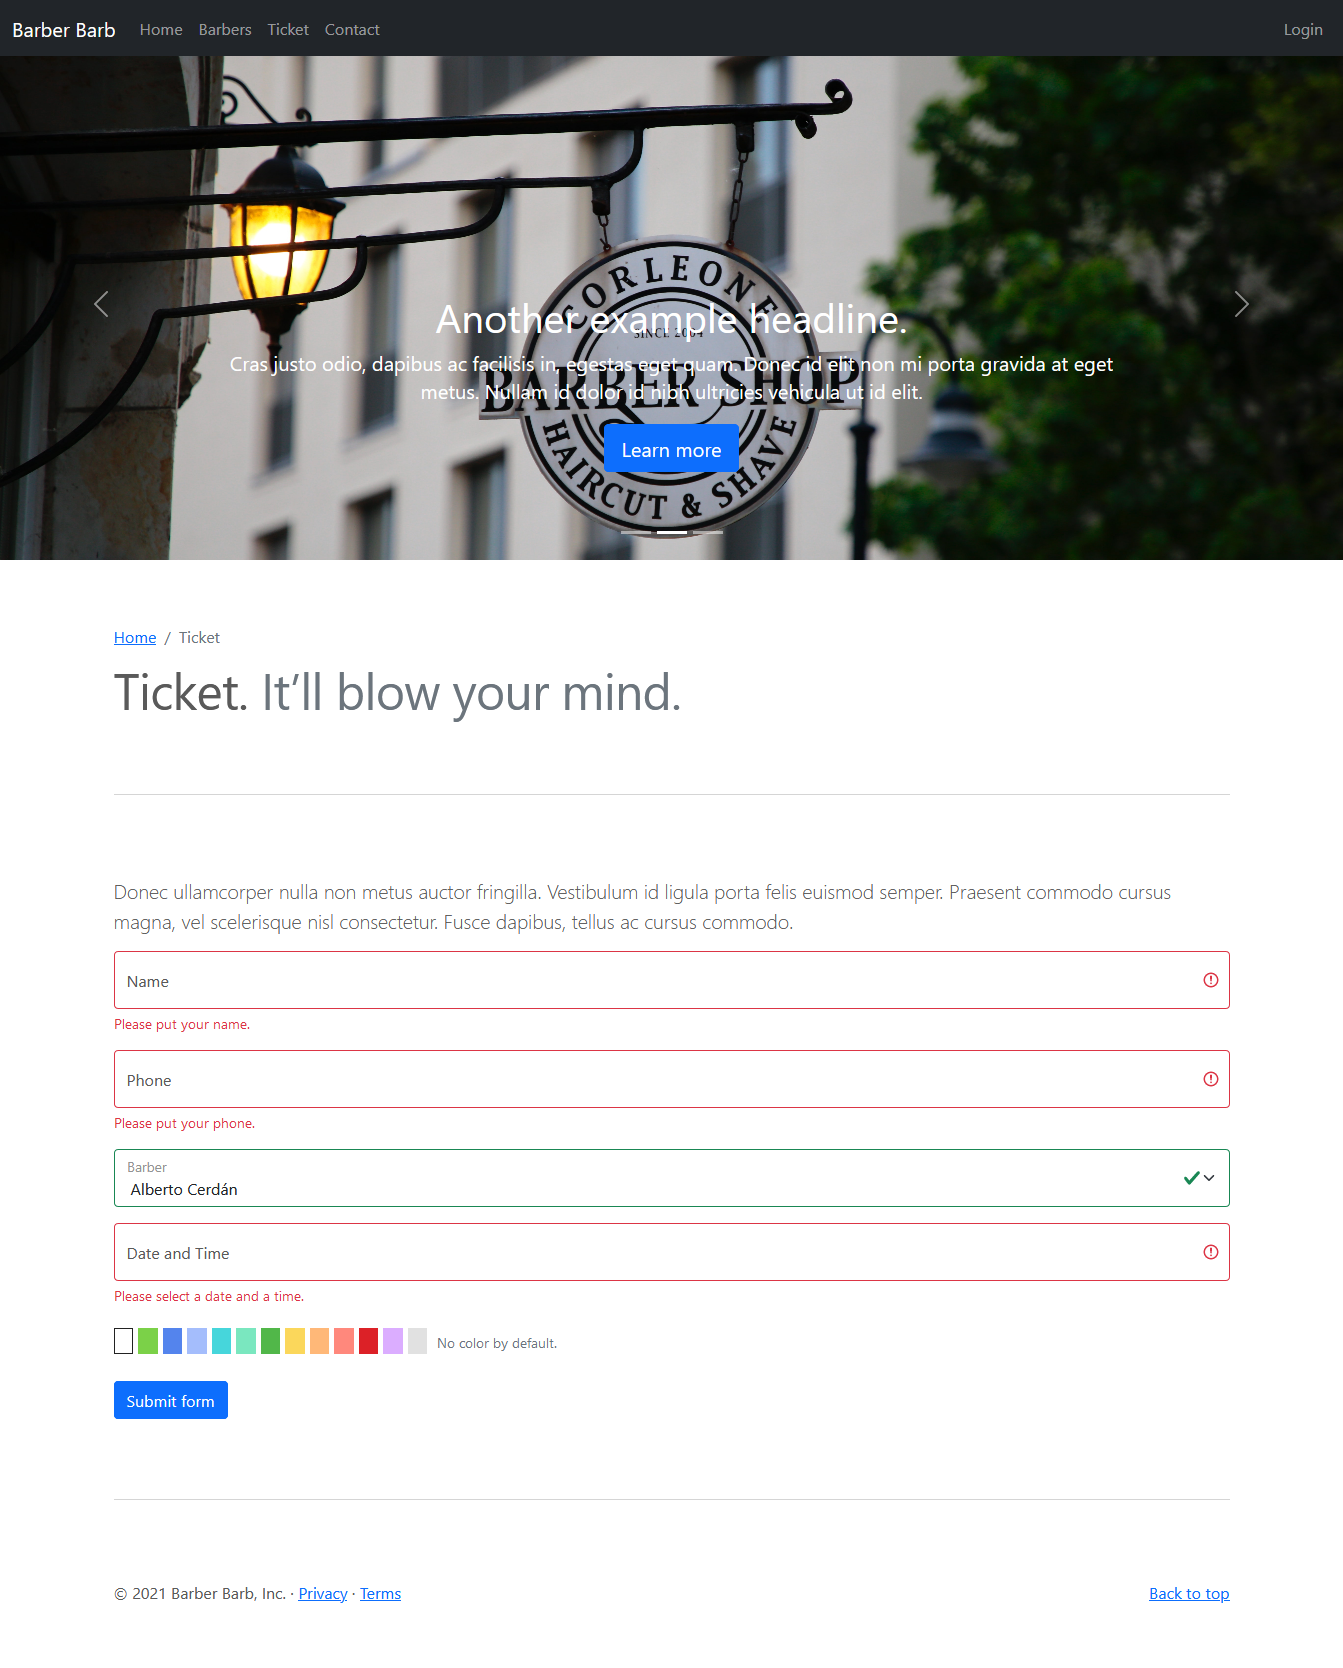 Barber Barb Home Barbers Ticket Contact Login
CORLEONE
SINCE 2004
BARBER SHOP
HAIRCUT & SHAVE
Another example headline.
Cras justo odio, dapibus ac facilisis in, egestas eget quam. Donec id elit non mi porta gravida at eget
metus. Nullam id dolor id nibh ultricies vehicula ut id elit.
Learn more
Home / Ticket
Ticket. It’ll blow your mind.
Donec ullamcorper nulla non metus auctor fringilla. Vestibulum id ligula porta felis euismod semper. Praesent commodo cursus
magna, vel scelerisque nisl consectetur. Fusce dapibus, tellus ac cursus commodo.
Name
Please put your name.
Phone
Please put your phone.
Barber
Alberto Cerdán
Date and Time
Please select a date and a time.
No color by default.
Submit form
© 2021 Barber Barb, Inc. · Privacy · Terms
Back to top